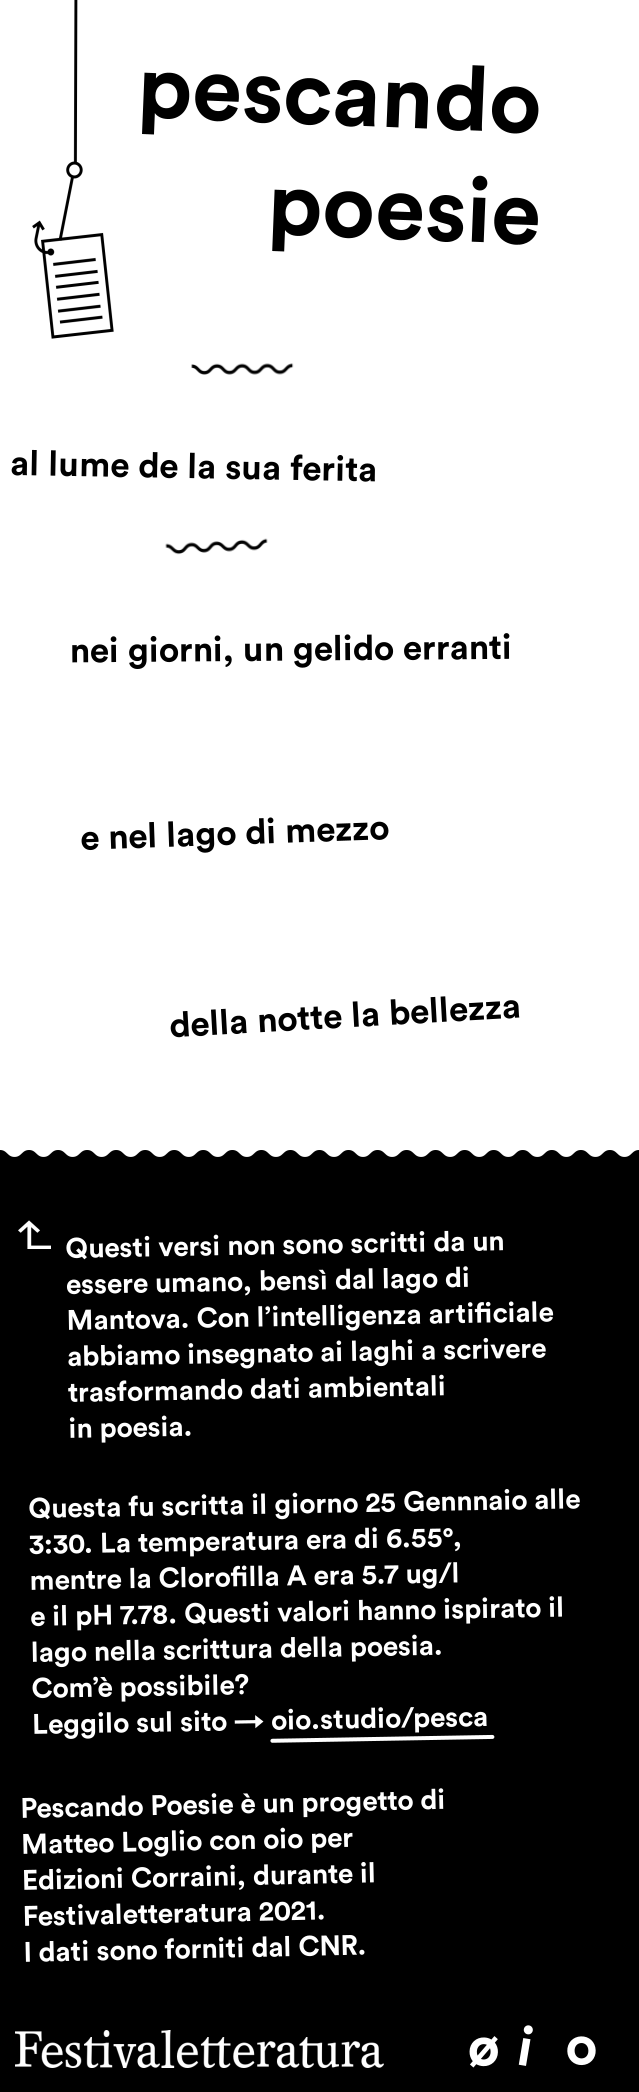 pescando
poesie
al lume de la sua ferita
nei giorni, un gelido erranti
e nel lago di mezzo
della notte la bellezza
Questi versi non sono scritti da un
essere umano, bensì dal lago di
Mantova. Con l'intelligenza artificiale
abbiamo insegnato ai laghi a scrivere
trasformando dati ambientali
in poesia.
Questa fu scritta il giorno 25 Gennnaio alle
3:30. La temperatura era di 6.55°,
mentre la Clorofilla A era 5.7 ug/l
e il pH 7.78. Questi valori hanno ispirato il
lago nella scrittura della poesia.
Com'è possibile?
Leggilo sul sito → oio.studio/pesca
Pescando Poesie è un progetto di
Matteo Loglio con oio per
Edizioni Corraini, durante il
Festivaletteratura 2021.
I dati sono forniti dal CNR.
Festivaletteratura ø i o